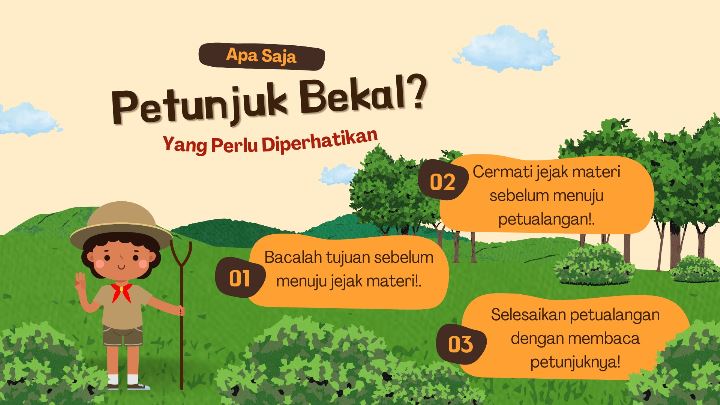 Apa Saja
Petunjuk Bekal?
Yang Perlu Diperhatikan
01
Bacalah tujuan sebelum
menuju jejak materi!.
02
Cermati jejak materi
sebelum menuju
petualangan!.
03
Selesaikan petualangan
dengan membaca
petunjuknya!